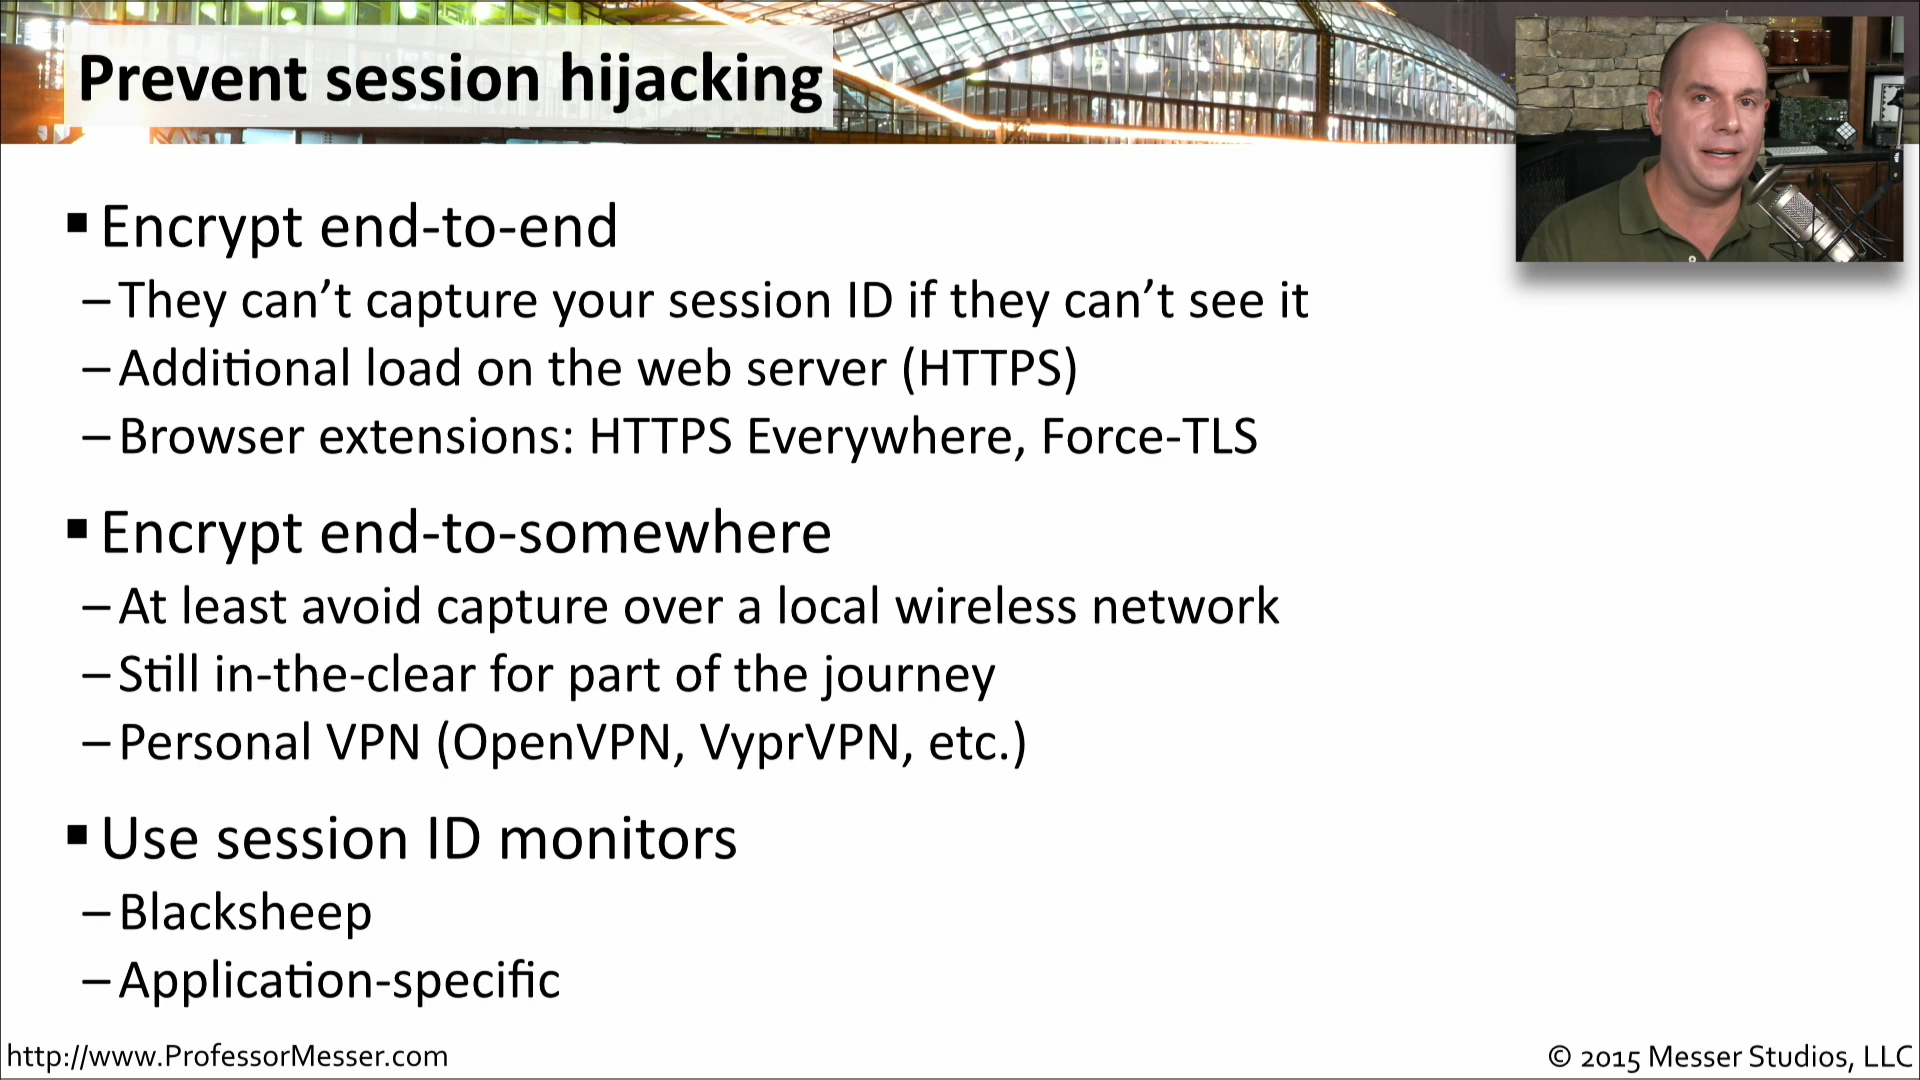 Prevent session hijacking
▪ Encrypt end-to-end
– They can’t capture your session ID if they can’t see it
– Additional load on the web server (HTTPS)
– Browser extensions: HTTPS Everywhere, Force-TLS
▪ Encrypt end-to-somewhere
– At least avoid capture over a local wireless network
– Still in-the-clear for part of the journey
– Personal VPN (OpenVPN, VyprVPN, etc.)
▪ Use session ID monitors
– Blacksheep
– Application-specific
http://www.ProfessorMesser.com
© 2015 Messer Studios, LLC